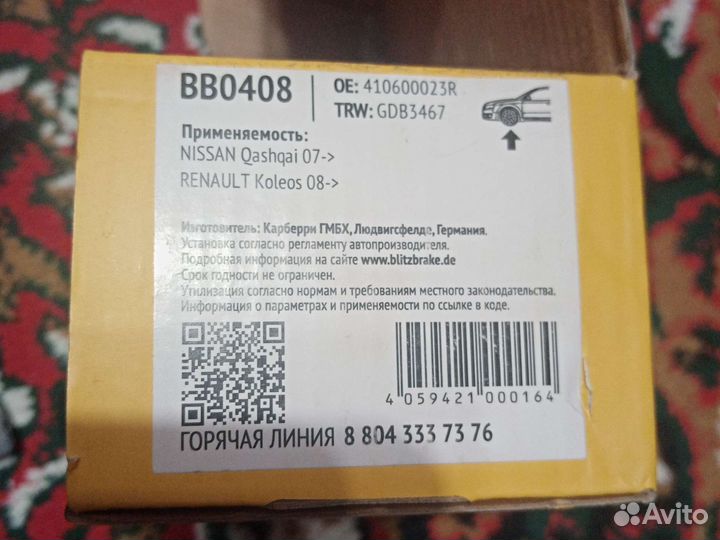 BB0408
OE: 410600023R
TRW: GDB3467
Применяемость:
NISSAN Qashqai 07->
RENAULT Koleos 08->
Изготовитель: Карберри ГМБХ, Людвигсфелде, Германия.
Установка согласно регламенту автопроизводителя.
Подробная информация на сайте www.blitzbrake.de
Срок годности не ограничен.
Утилизация согласно нормам и требованиям местного законодательства.
Информация о параметрах и применяемости по ссылке в коде.
4 059421 000164
ГОРЯЧАЯ ЛИНИЯ 8 804 333 73 76
Avito